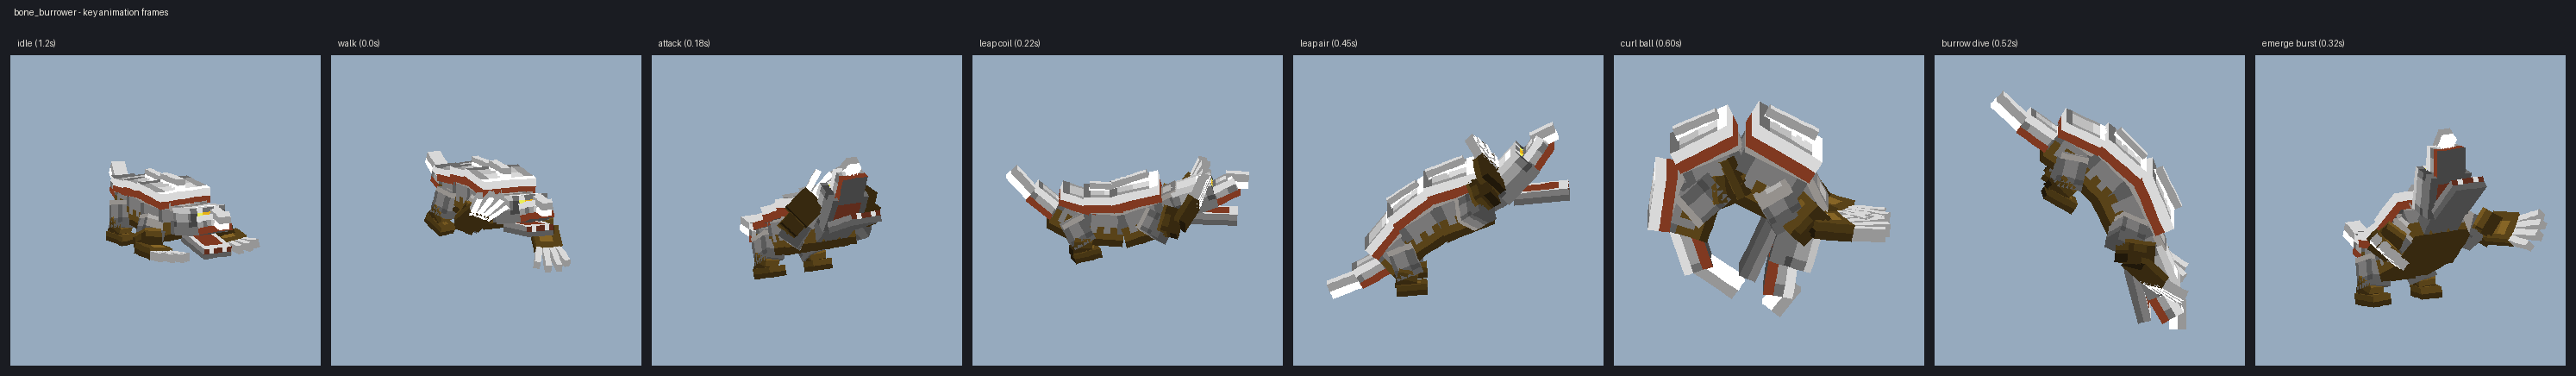 bone_burrower - key animation frames
idle (1.2s)
walk (0.0s)
attack (0.18s)
leap coil (0.22s)
leap air (0.45s)
curl ball (0.60s)
burrow dive (0.52s)
emerge burst (0.32s)